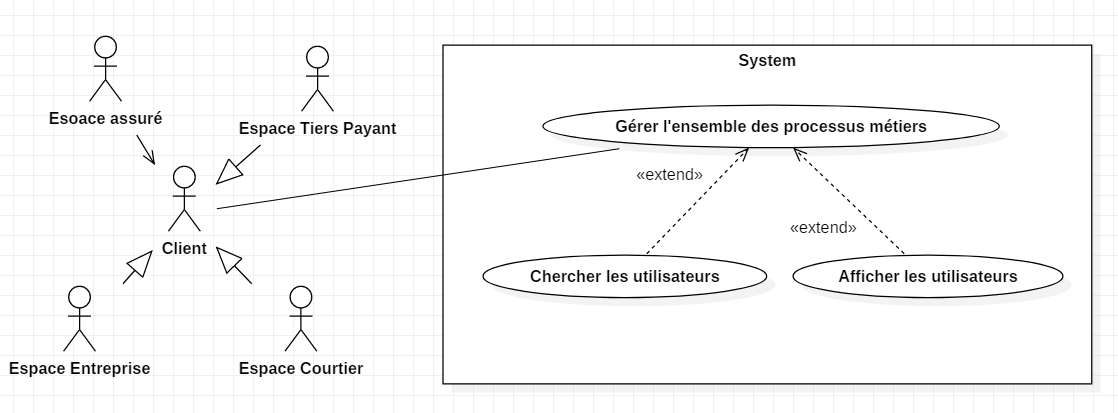 System
Esoace assuré
Espace Tiers Payant
Gérer l'ensemble des processus métiers
«extend»
«extend»
Client
Chercher les utilisateurs
Afficher les utilisateurs
Espace Entreprise
Espace Courtier